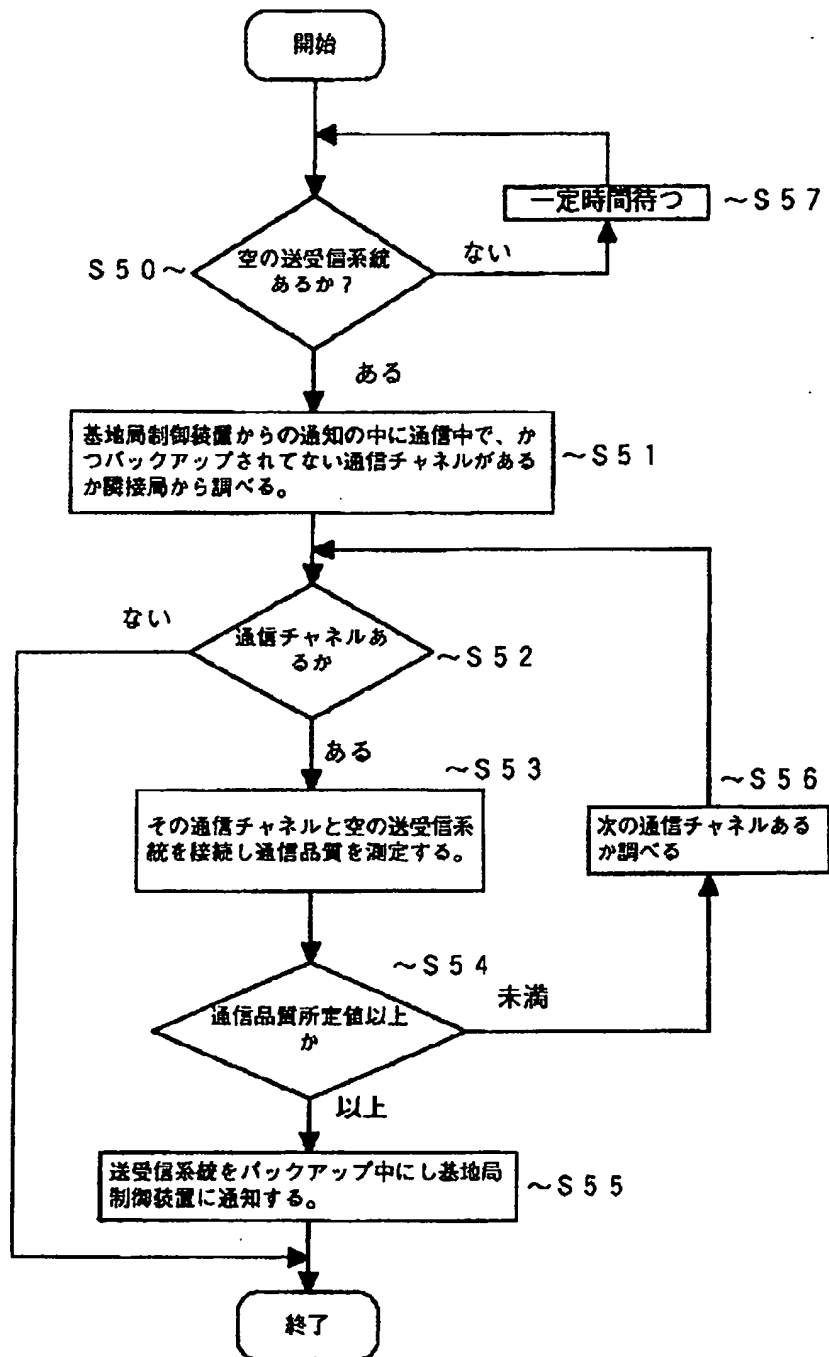 開始
一定時間待つ ～S57
S50～
空の送受信系統
あるか?
ない
ある
基地局制御装置からの通知の中に通信中で、か
つバックアップされてない通信チャネルがある
か隣接局から調べる。
～S51
ない
通信チャネルあ
るか
～S52
ある
～S53
その通信チャネルと空の送受信系
統を接続し通信品質を測定する。
～S56
次の通信チャネルある
か調べる
～S54
通信品質所定値以上
か
未満
以上
送受信系統をバックアップ中にし基地局
制御装置に通知する。
～S55
終了